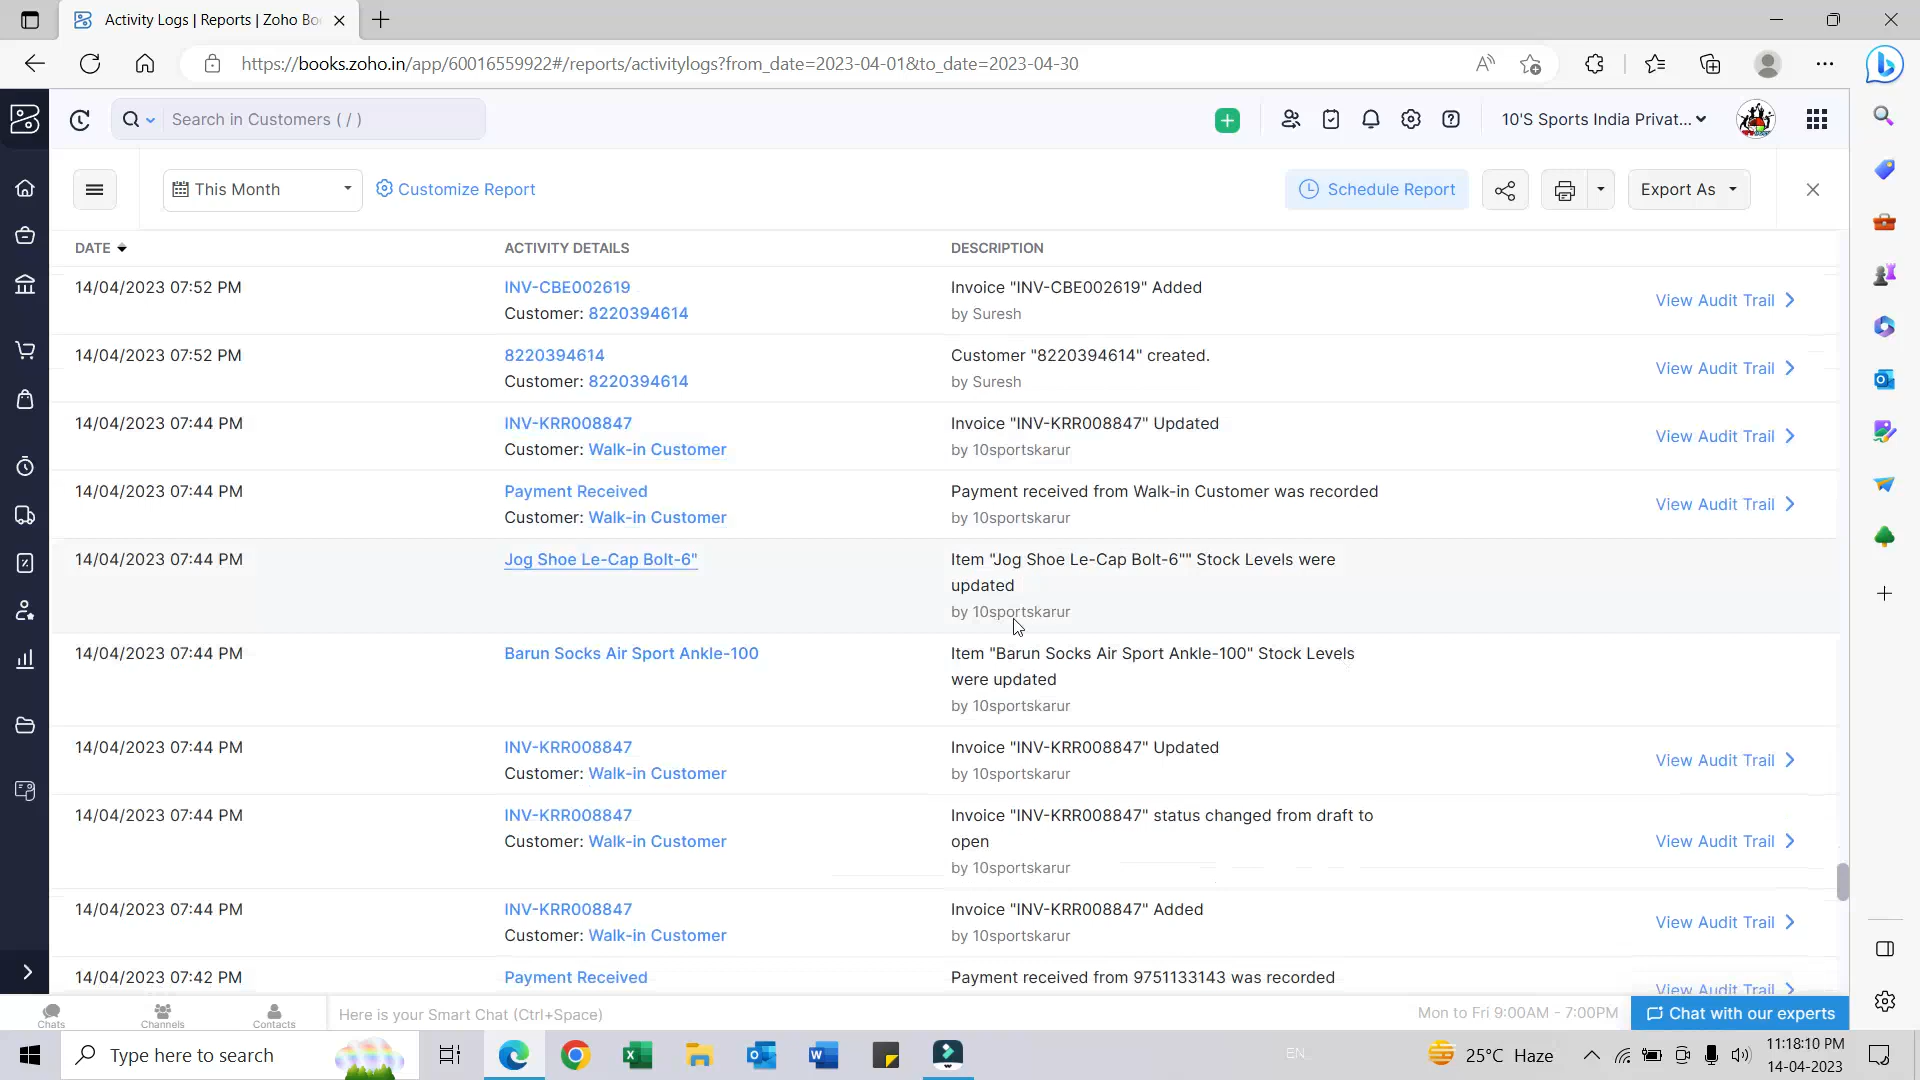 Activity Logs | Reports | Zoho Bo
https://books.zoho.in/app/60016559922#/reports/activitylogs?from_date=2023-04-01&to_date=2023-04-30
Search in Customers ( / )
10'S Sports India Privat...
This Month
Customize Report
Schedule Report
Export As
DATE ACTIVITY DETAILS DESCRIPTION
14/04/2023 07:52 PM INV-CBE002619 Invoice "INV-CBE002619" Added
Customer: 8220394614 by Suresh
View Audit Trail
14/04/2023 07:52 PM 8220394614 Customer "8220394614" created.
Customer: 8220394614 by Suresh
View Audit Trail
14/04/2023 07:44 PM INV-KRR008847 Invoice "INV-KRR008847" Updated
Customer: Walk-in Customer by 10sportskarur
View Audit Trail
14/04/2023 07:44 PM Payment Received Payment received from Walk-in Customer was recorded
Customer: Walk-in Customer by 10sportskarur
View Audit Trail
14/04/2023 07:44 PM Jog Shoe Le-Cap Bolt-6" Item "Jog Shoe Le-Cap Bolt-6"" Stock Levels were
updated
by 10sportskarur
14/04/2023 07:44 PM Barun Socks Air Sport Ankle-100 Item "Barun Socks Air Sport Ankle-100" Stock Levels
were updated
by 10sportskarur
14/04/2023 07:44 PM INV-KRR008847 Invoice "INV-KRR008847" Updated
Customer: Walk-in Customer by 10sportskarur
View Audit Trail
14/04/2023 07:44 PM INV-KRR008847 Invoice "INV-KRR008847" status changed from draft to
Customer: Walk-in Customer open
View Audit Trail
by 10sportskarur
14/04/2023 07:44 PM INV-KRR008847 Invoice "INV-KRR008847" Added
Customer: Walk-in Customer by 10sportskarur
View Audit Trail
14/04/2023 07:42 PM Payment Received Payment received from 9751133143 was recorded
View Audit Trail
Chats Channels Contacts
Here is your Smart Chat (Ctrl+Space)
Mon to Fri 9:00AM - 7:00PM
Chat with our experts
Type here to search
EN
25°C Haze
11:18:10 PM
14-04-2023